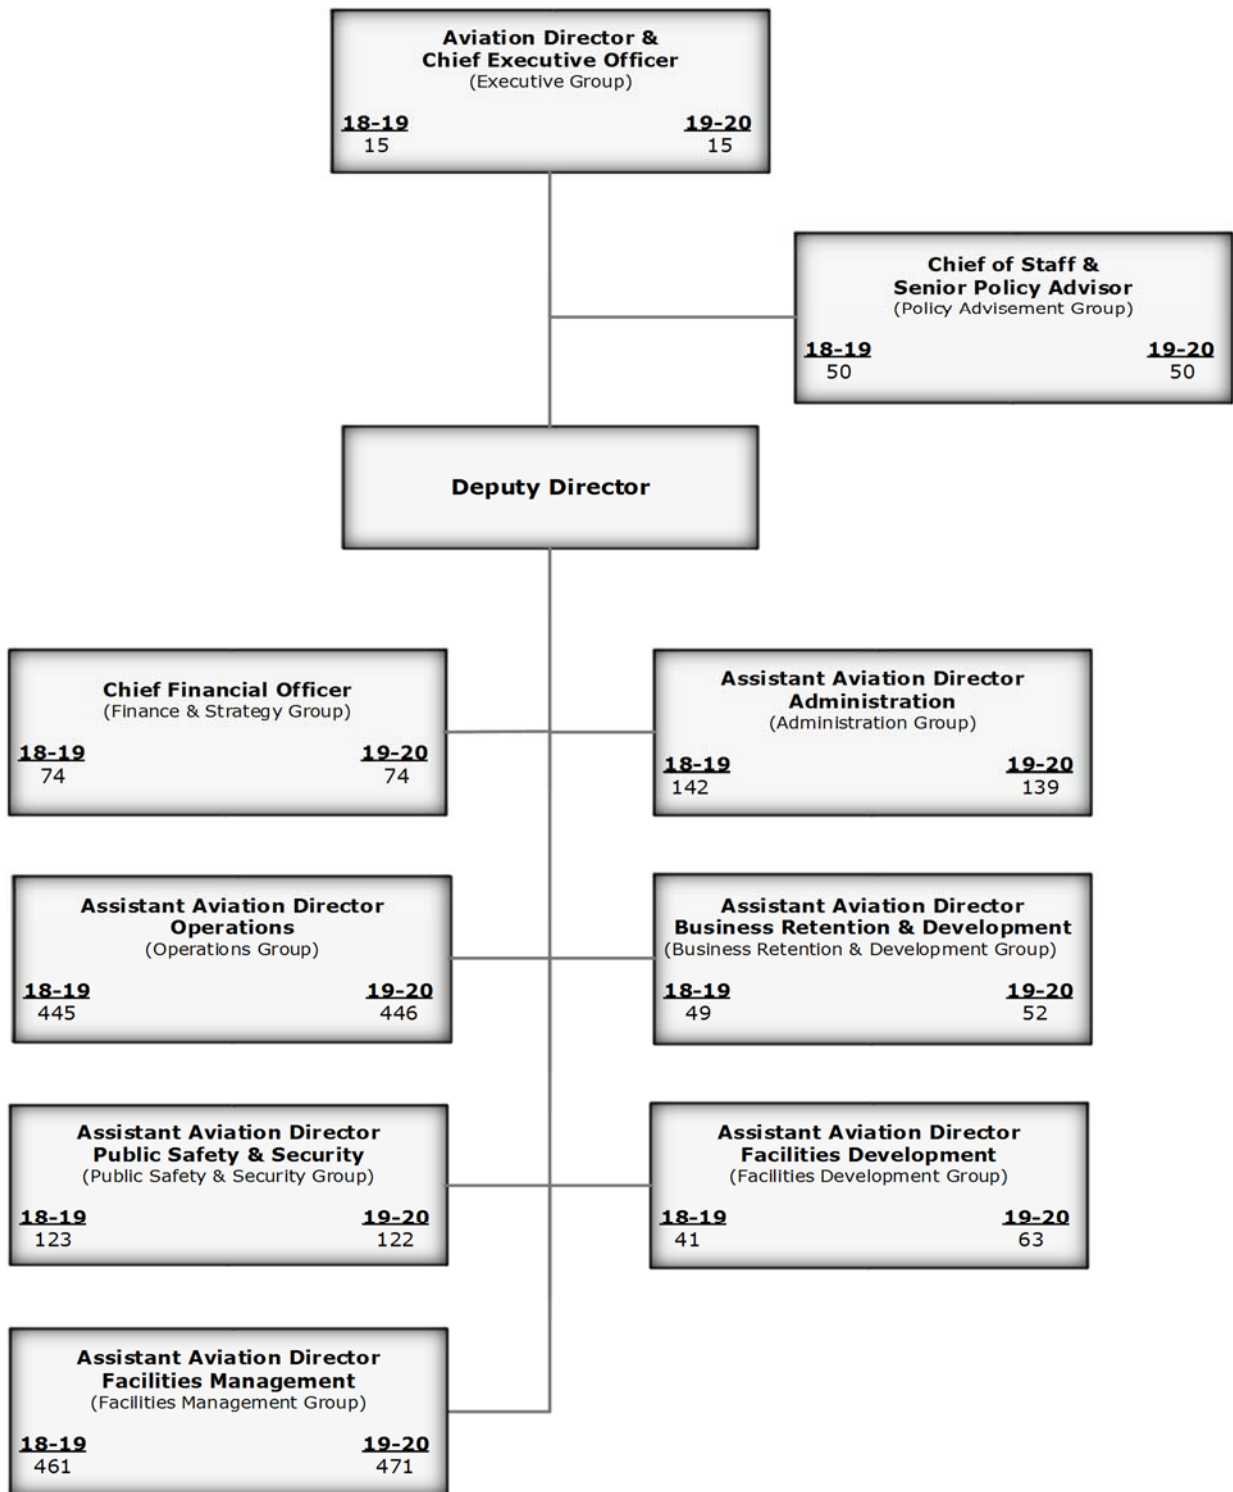 Aviation Director &
Chief Executive Officer
(Executive Group)
18-19 19-20
15 15
Chief of Staff &
Senior Policy Advisor
(Policy Advisement Group)
18-19 19-20
50 50
Deputy Director
Chief Financial Officer
(Finance & Strategy Group)
18-19 19-20
74 74
Assistant Aviation Director
Administration
(Administration Group)
18-19 19-20
142 139
Assistant Aviation Director
Operations
(Operations Group)
18-19 19-20
445 446
Assistant Aviation Director
Business Retention & Development
(Business Retention & Development Group)
18-19 19-20
49 52
Assistant Aviation Director
Public Safety & Security
(Public Safety & Security Group)
18-19 19-20
123 122
Assistant Aviation Director
Facilities Development
(Facilities Development Group)
18-19 19-20
41 63
Assistant Aviation Director
Facilities Management
(Facilities Management Group)
18-19 19-20
461 471